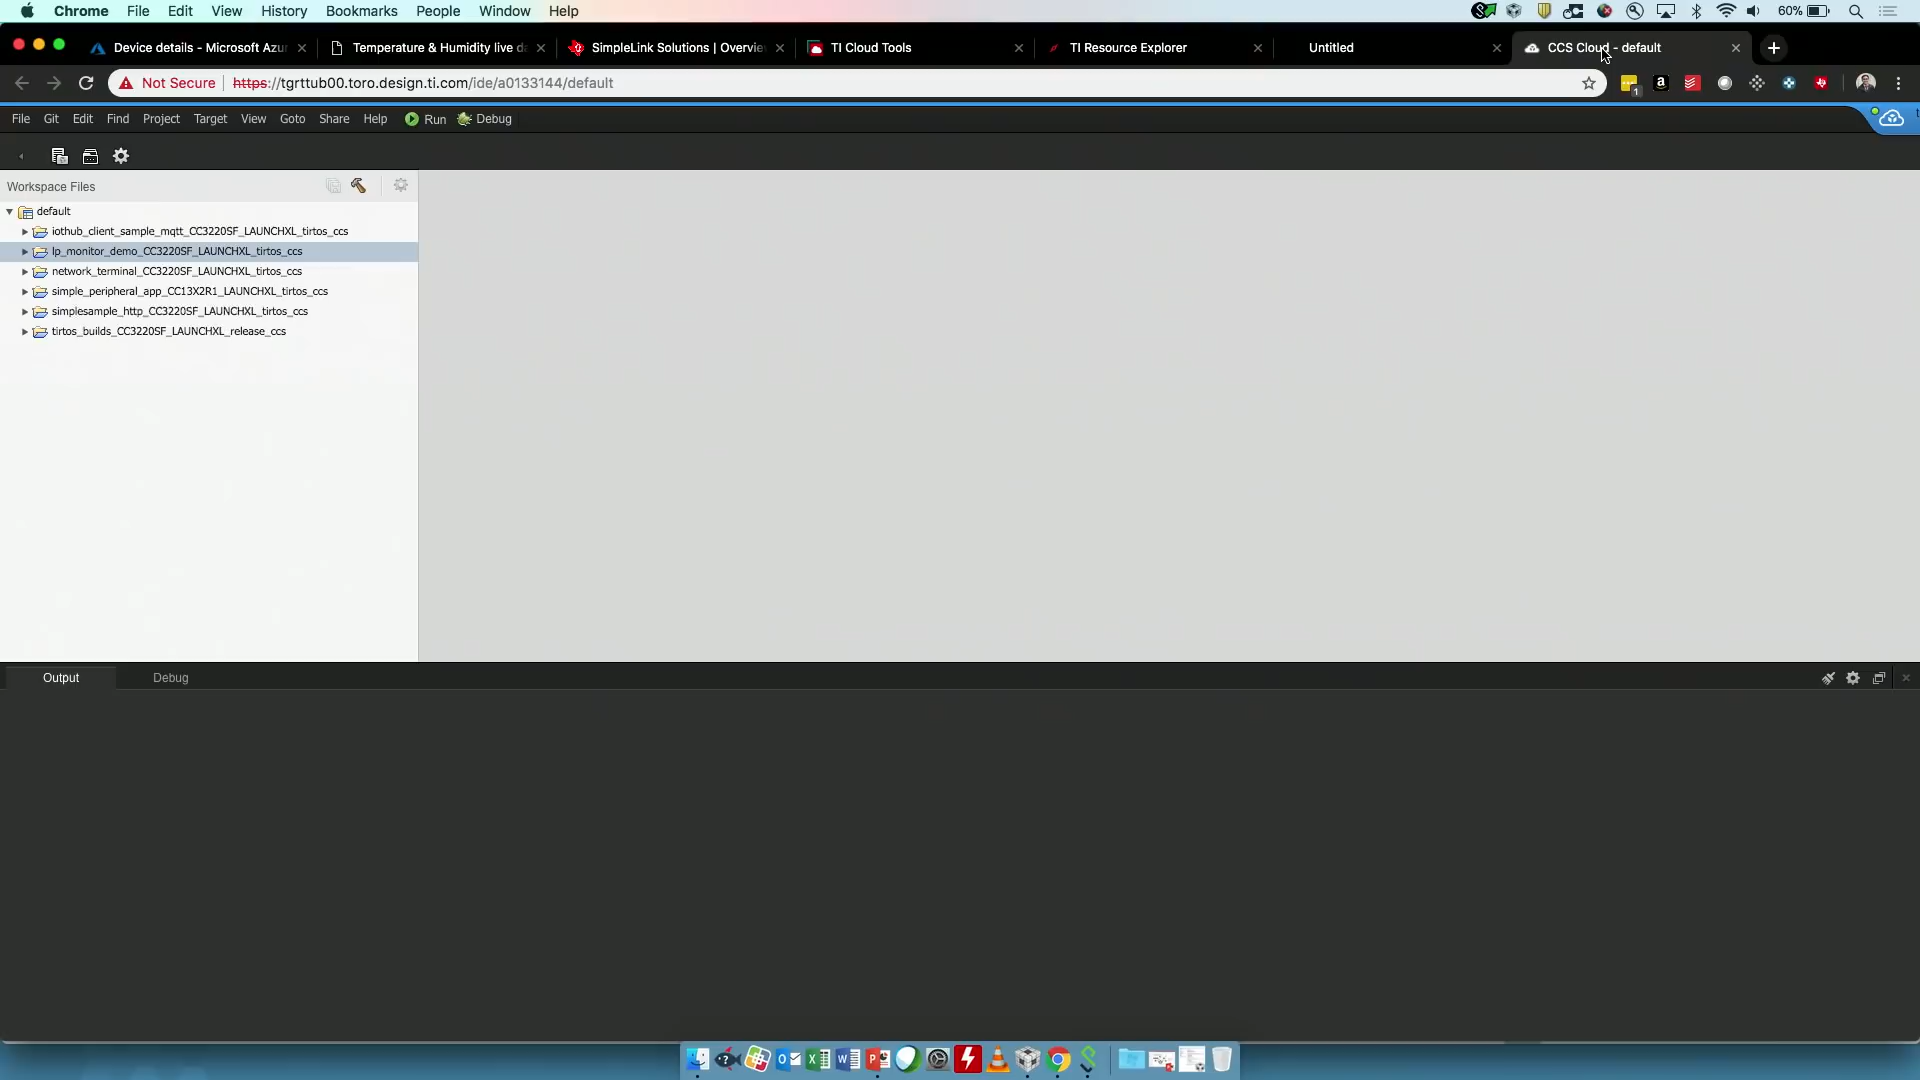 Chrome File Edit View History Bookmarks People Window Help 60%
Device details - Microsoft Azu Temperature & Humidity live da SimpleLink Solutions | Overvie TI Cloud Tools TI Resource Explorer Untitled CCS Cloud - default
Not Secure https://tgrttub00.toro.design.ti.com/ide/a0133144/default
File Git Edit Find Project Target View Goto Share Help Run Debug
Workspace Files
default
iothub_client_sample_mqtt_CC3220SF_LAUNCHXL_tirtos_ccs
lp_monitor_demo_CC3220SF_LAUNCHXL_tirtos_ccs
network_terminal_CC3220SF_LAUNCHXL_tirtos_ccs
simple_peripheral_app_CC13X2R1_LAUNCHXL_tirtos_ccs
simplesample_http_CC3220SF_LAUNCHXL_tirtos_ccs
tirtos_builds_CC3220SF_LAUNCHXL_release_ccs
Output Debug